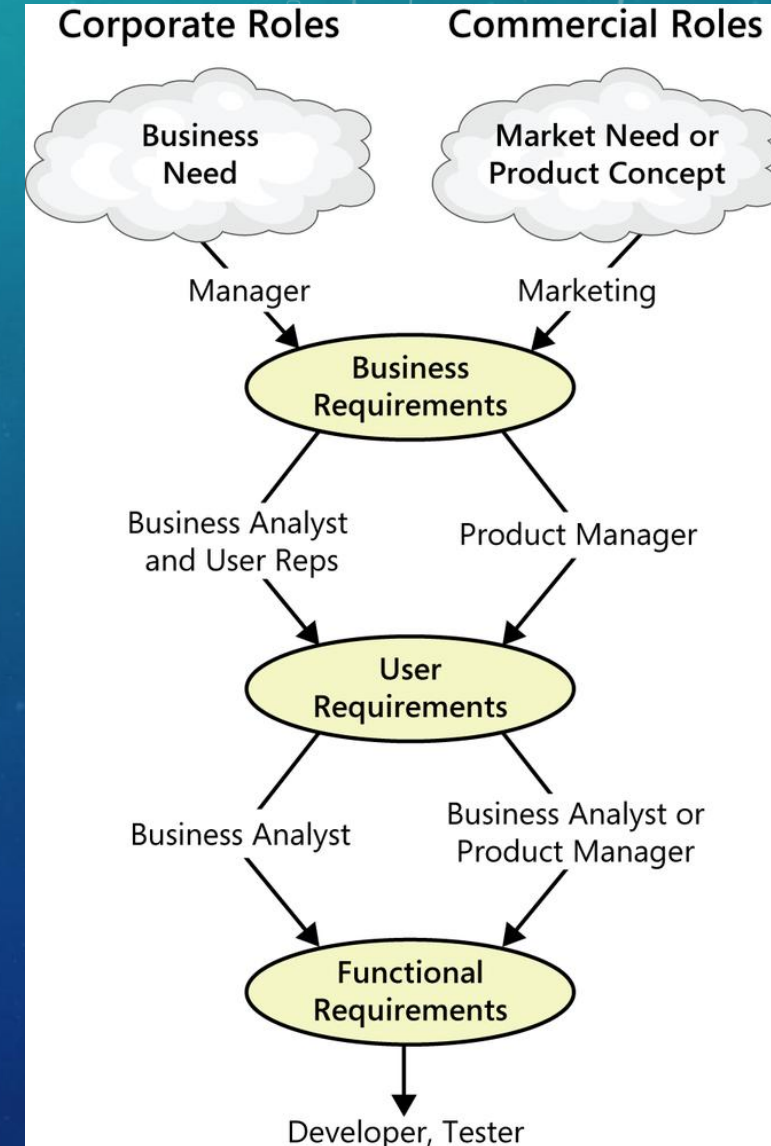 Corporate Roles
Commercial Roles
Business
Need
Market Need or
Product Concept
Manager
Marketing
Business
Requirements
Business Analyst
and User Reps
Product Manager
User
Requirements
Business Analyst
Business Analyst or
Product Manager
Functional
Requirements
Developer, Tester